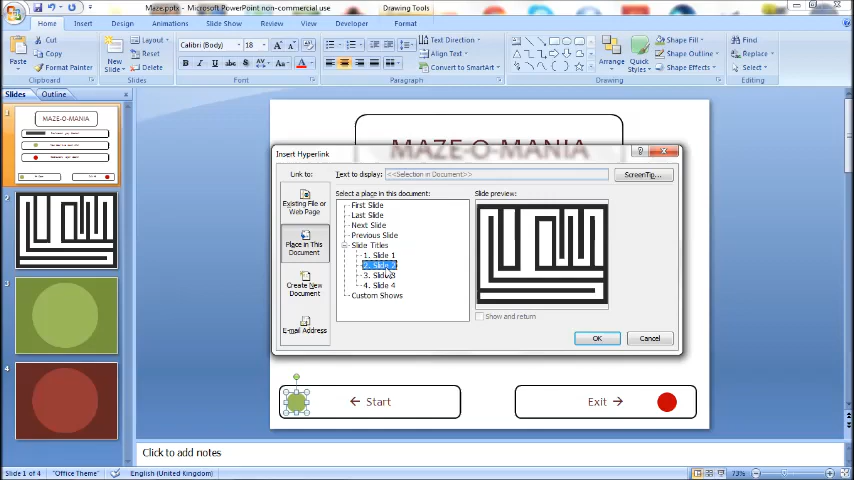 Maze.pptx - Microsoft PowerPoint non-commercial use
Drawing Tools
Home
Insert
Design
Animations
Slide Show
Review
View
Developer
Format
Cut
Copy
Format Painter
Paste
Clipboard
New
Slide
Layout
Reset
Delete
Slides
Calibri (Body)
18
Font
Text Direction
Align Text
Convert to SmartArt
Paragraph
Arrange
Quick
Styles
Shape Fill
Shape Outline
Shape Effects
Drawing
Find
Replace
Select
Editing
Slides
Outline
1
MAZE-O-MANIA
2
3
4
MAZE-O-MANIA
Insert Hyperlink
Link to:
Text to display:
<<Selection in Document>>
ScreenTip...
Existing File or
Web Page
Place in This
Document
Create New
Document
E-mail Address
Select a place in this document:
First Slide
Last Slide
Next Slide
Previous Slide
Slide Titles
1. Slide 1
2. Slide 2
3. Slide 3
4. Slide 4
Custom Shows
Slide preview:
Show and return
OK
Cancel
← Start
Exit →
Click to add notes
Slide 1 of 4
"Office Theme"
English (United Kingdom)
73%